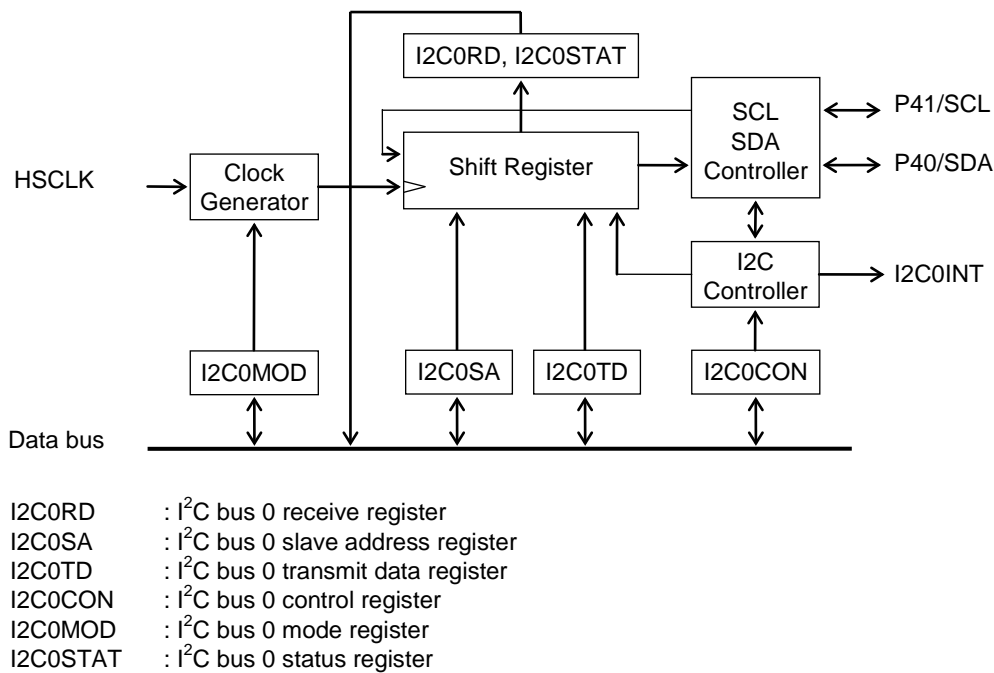 I2C0RD, I2C0STAT
SCL
SDA
Controller
P41/SCL
P40/SDA
HSCLK
Clock
Generator
Shift Register
I2C
Controller
I2C0INT
I2C0MOD
I2C0SA
I2C0TD
I2C0CON
Data bus
I2C0RD : I²C bus 0 receive register
I2C0SA : I²C bus 0 slave address register
I2C0TD : I²C bus 0 transmit data register
I2C0CON : I²C bus 0 control register
I2C0MOD : I²C bus 0 mode register
I2C0STAT : I²C bus 0 status register